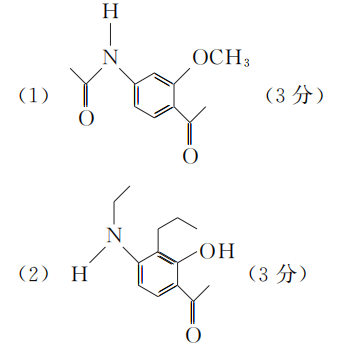 H
N
OCH₃
(1) (3分)
O
O
N
OH
(2) H (3分)
O